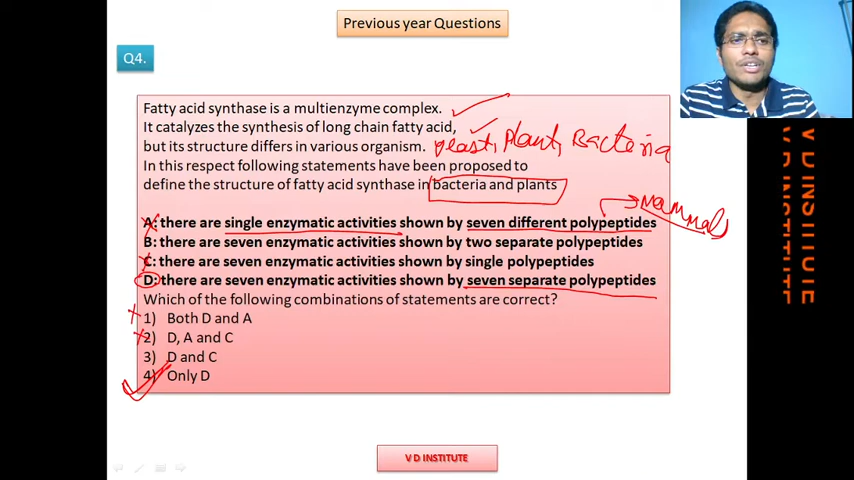 Previous year Questions
Q4.
Fatty acid synthase is a multienzyme complex.
It catalyzes the synthesis of long chain fatty acid,
but its structure differs in various organism.
yeast, Plant, Bacteria
In this respect following statements have been proposed to
define the structure of fatty acid synthase in bacteria and plants
Mammals
A: there are single enzymatic activities shown by seven different polypeptides
B: there are seven enzymatic activities shown by two separate polypeptides
C: there are seven enzymatic activities shown by single polypeptides
D: there are seven enzymatic activities shown by seven separate polypeptides
Which of the following combinations of statements are correct?
1) Both D and A
2) D, A and C
3) D and C
4) Only D
V D INSTITUTE
V D INSTITUTE
V D INSTITUTE